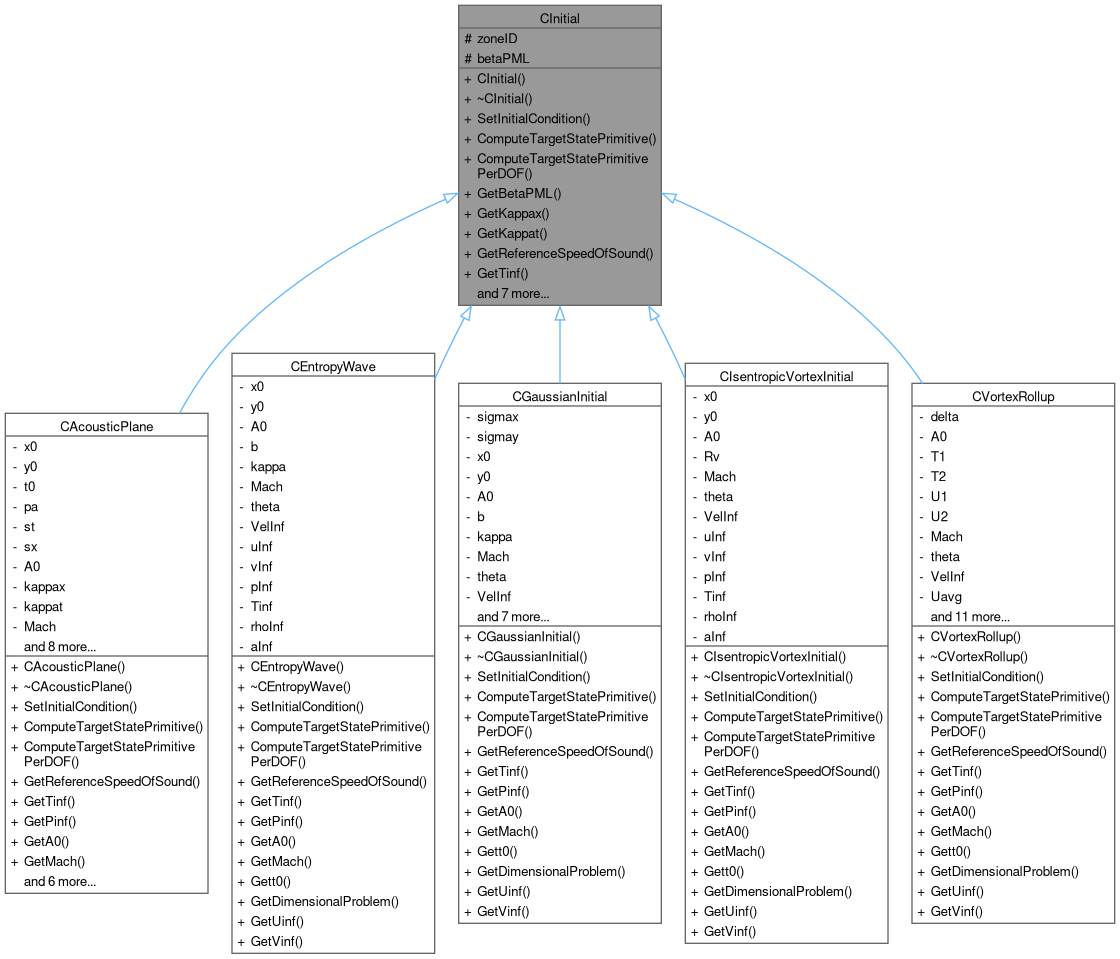 CInitial
# zoneID
# betaPML
+ CInitial()
+ ~CInitial()
+ SetInitialCondition()
+ ComputeTargetStatePrimitive()
+ ComputeTargetStatePrimitive
PerDOF()
+ GetBetaPML()
+ GetKappax()
+ GetKappat()
+ GetReferenceSpeedOfSound()
+ GetTinf()
and 7 more...
CAcousticPlane
- x0
- y0
- t0
- pa
- st
- sx
- A0
- kappax
- kappat
- Mach
and 8 more...
+ CAcousticPlane()
+ ~CAcousticPlane()
+ SetInitialCondition()
+ ComputeTargetStatePrimitive()
+ ComputeTargetStatePrimitive
PerDOF()
+ GetReferenceSpeedOfSound()
+ GetTinf()
+ GetPinf()
+ GetA0()
+ GetMach()
and 6 more...
CEntropyWave
- x0
- y0
- A0
- b
- kappa
- Mach
- theta
- VelInf
- uInf
- vInf
- pInf
- Tinf
- rhoInf
- aInf
+ CEntropyWave()
+ ~CEntropyWave()
+ SetInitialCondition()
+ ComputeTargetStatePrimitive()
+ ComputeTargetStatePrimitive
PerDOF()
+ GetReferenceSpeedOfSound()
+ GetTinf()
+ GetPinf()
+ GetA0()
+ GetMach()
+ Gett0()
+ GetDimensionalProblem()
+ GetUinf()
+ GetVinf()
CGaussianInitial
- sigmax
- sigmay
- x0
- y0
- A0
- b
- kappa
- Mach
- theta
- VelInf
and 7 more...
+ CGaussianInitial()
+ ~CGaussianInitial()
+ SetInitialCondition()
+ ComputeTargetStatePrimitive()
+ ComputeTargetStatePrimitive
PerDOF()
+ GetReferenceSpeedOfSound()
+ GetTinf()
+ GetPinf()
+ GetA0()
+ GetMach()
+ Gett0()
+ GetDimensionalProblem()
+ GetUinf()
+ GetVinf()
CIsentropicVortexInitial
- x0
- y0
- A0
- Rv
- Mach
- theta
- VelInf
- uInf
- vInf
- pInf
- Tinf
- rhoInf
- aInf
+ CIsentropicVortexInitial()
+ ~CIsentropicVortexInitial()
+ SetInitialCondition()
+ ComputeTargetStatePrimitive()
+ ComputeTargetStatePrimitive
PerDOF()
+ GetReferenceSpeedOfSound()
+ GetTinf()
+ GetPinf()
+ GetA0()
+ GetMach()
+ Gett0()
+ GetDimensionalProblem()
+ GetUinf()
+ GetVinf()
CVortexRollup
- delta
- A0
- T1
- T2
- U1
- U2
- Mach
- theta
- VelInf
- Uavg
and 11 more...
+ CVortexRollup()
+ ~CVortexRollup()
+ SetInitialCondition()
+ ComputeTargetStatePrimitive()
+ ComputeTargetStatePrimitive
PerDOF()
+ GetReferenceSpeedOfSound()
+ GetTinf()
+ GetPinf()
+ GetA0()
+ GetMach()
+ Gett0()
+ GetDimensionalProblem()
+ GetUinf()
+ GetVinf()